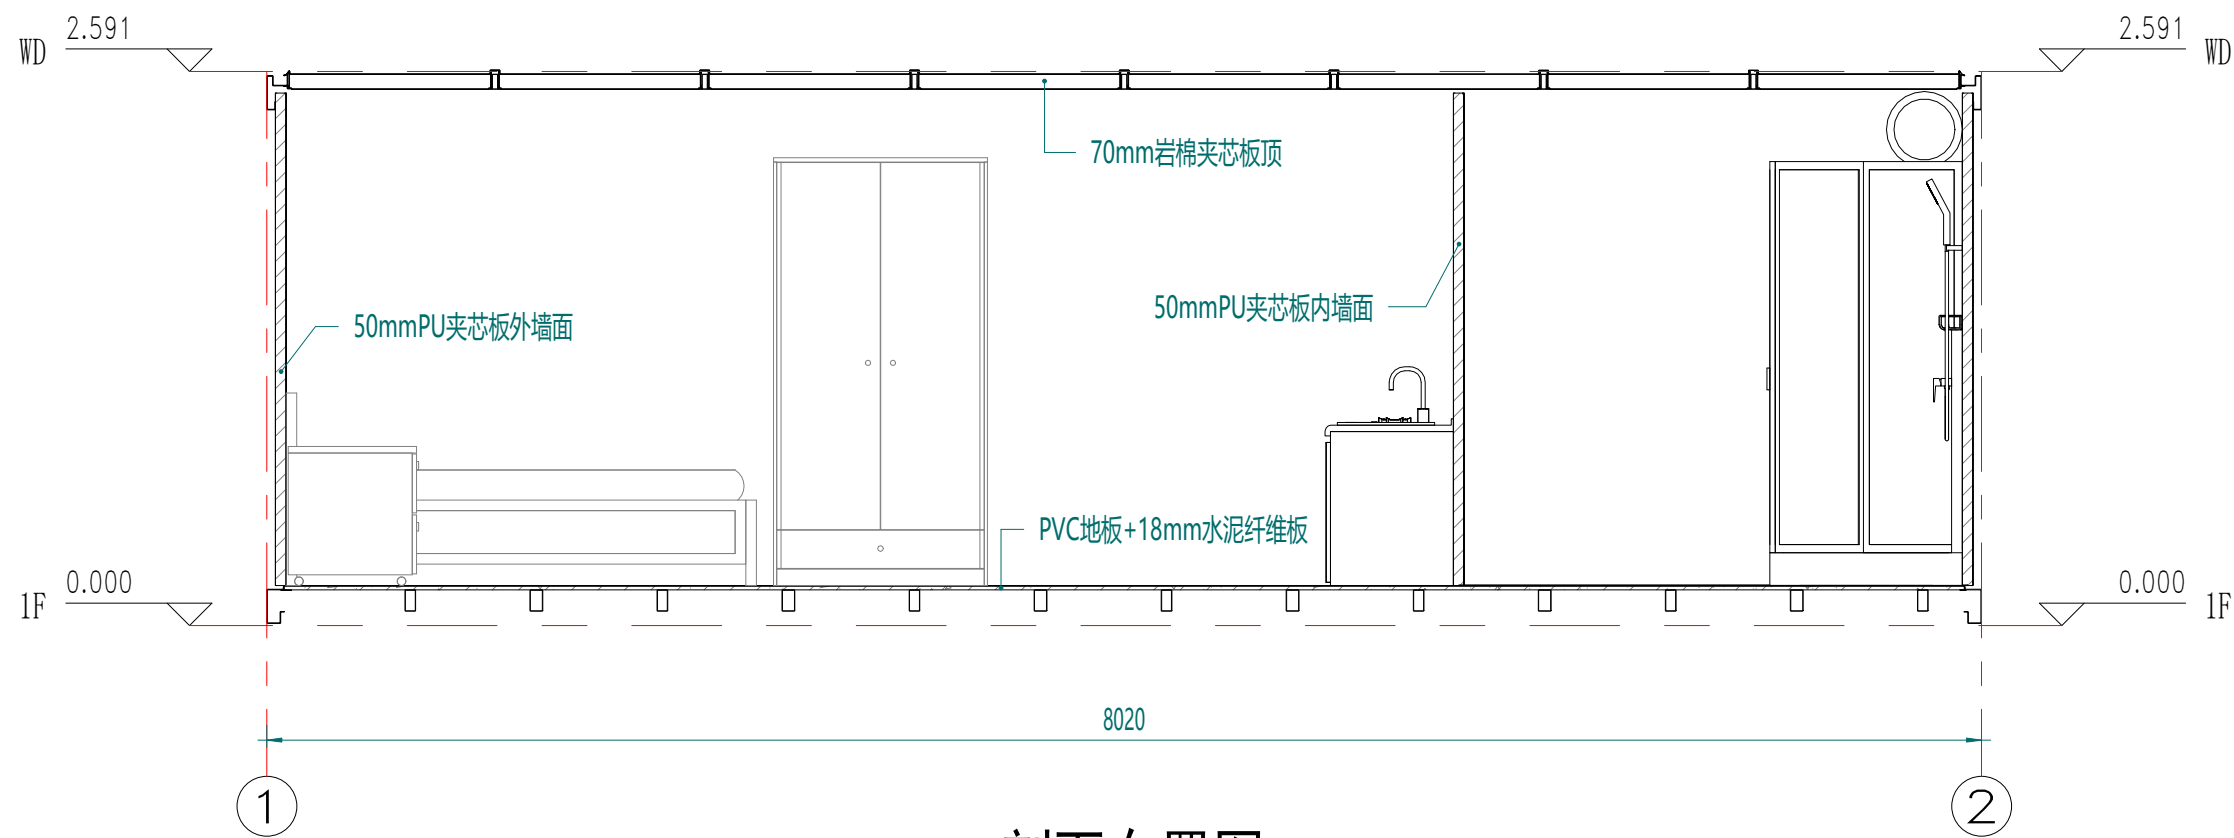 2.591
WD
2.591
WD
70mm岩棉夹芯板顶
50mmPU夹芯板内墙面
50mmPU夹芯板外墙面
PVC地板+18mm水泥纤维板
0.000
1F
0.000
1F
8020
1
2